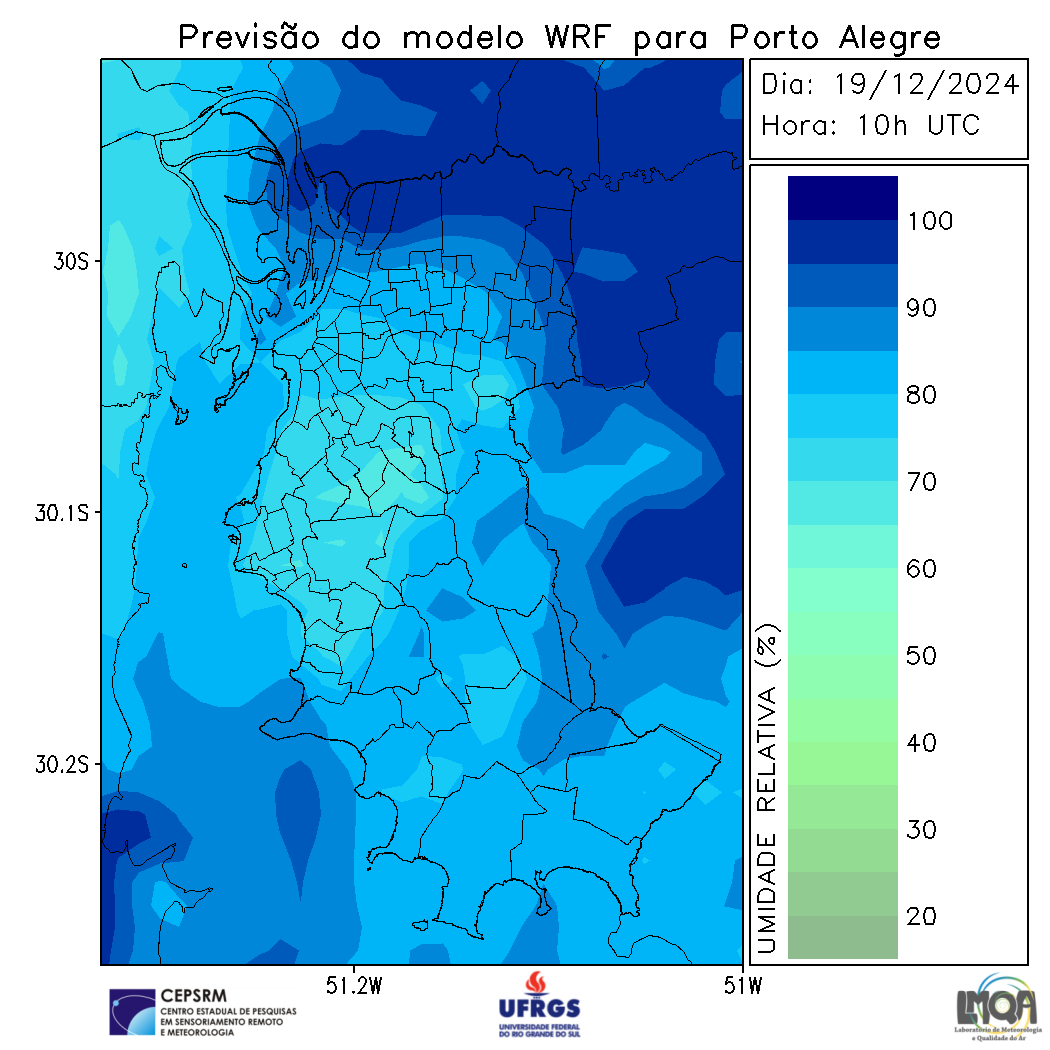 Previsão do modelo WRF para Porto Alegre
Dia: 19/12/2024
Hora: 10h UTC
100
90
80
70
60
50
40
30
20
UMIDADE RELATIVA (%)
30S
30.1S
30.2S
51.2W
51W
CEPSRM
CENTRO ESTADUAL DE PESQUISAS
EM SENSORIAMENTO REMOTO
E METEOROLOGIA
UFRGS
UNIVERSIDADE FEDERAL
DO RIO GRANDE DO SUL
LMQA
Laboratório de Meteorologia
e Qualidade do Ar